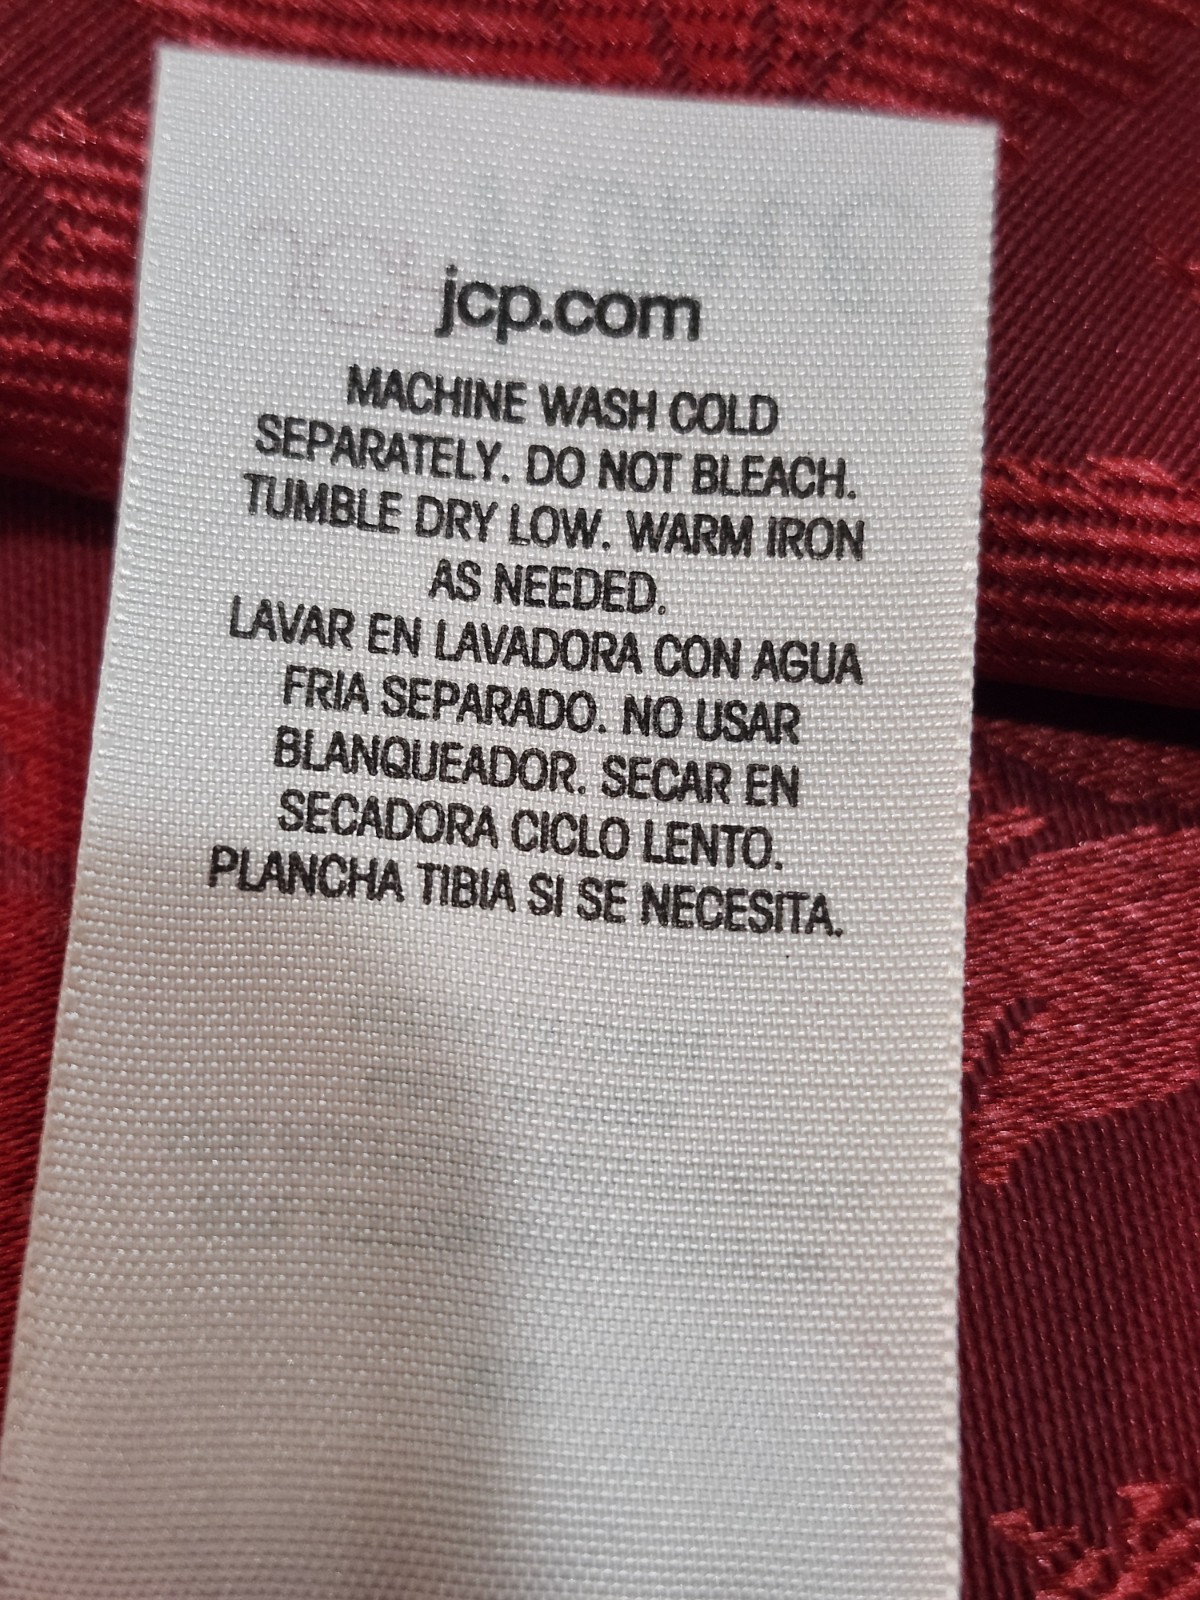 jcp.com
MACHINE WASH COLD
SEPARATELY. DO NOT BLEACH.
TUMBLE DRY LOW. WARM IRON
AS NEEDED.
LAVAR EN LAVADORA CON AGUA
FRIA SEPARADO. NO USAR
BLANQUEADOR. SECAR EN
SECADORA CICLO LENTO.
PLANCHA TIBIA SI SE NECESITA.